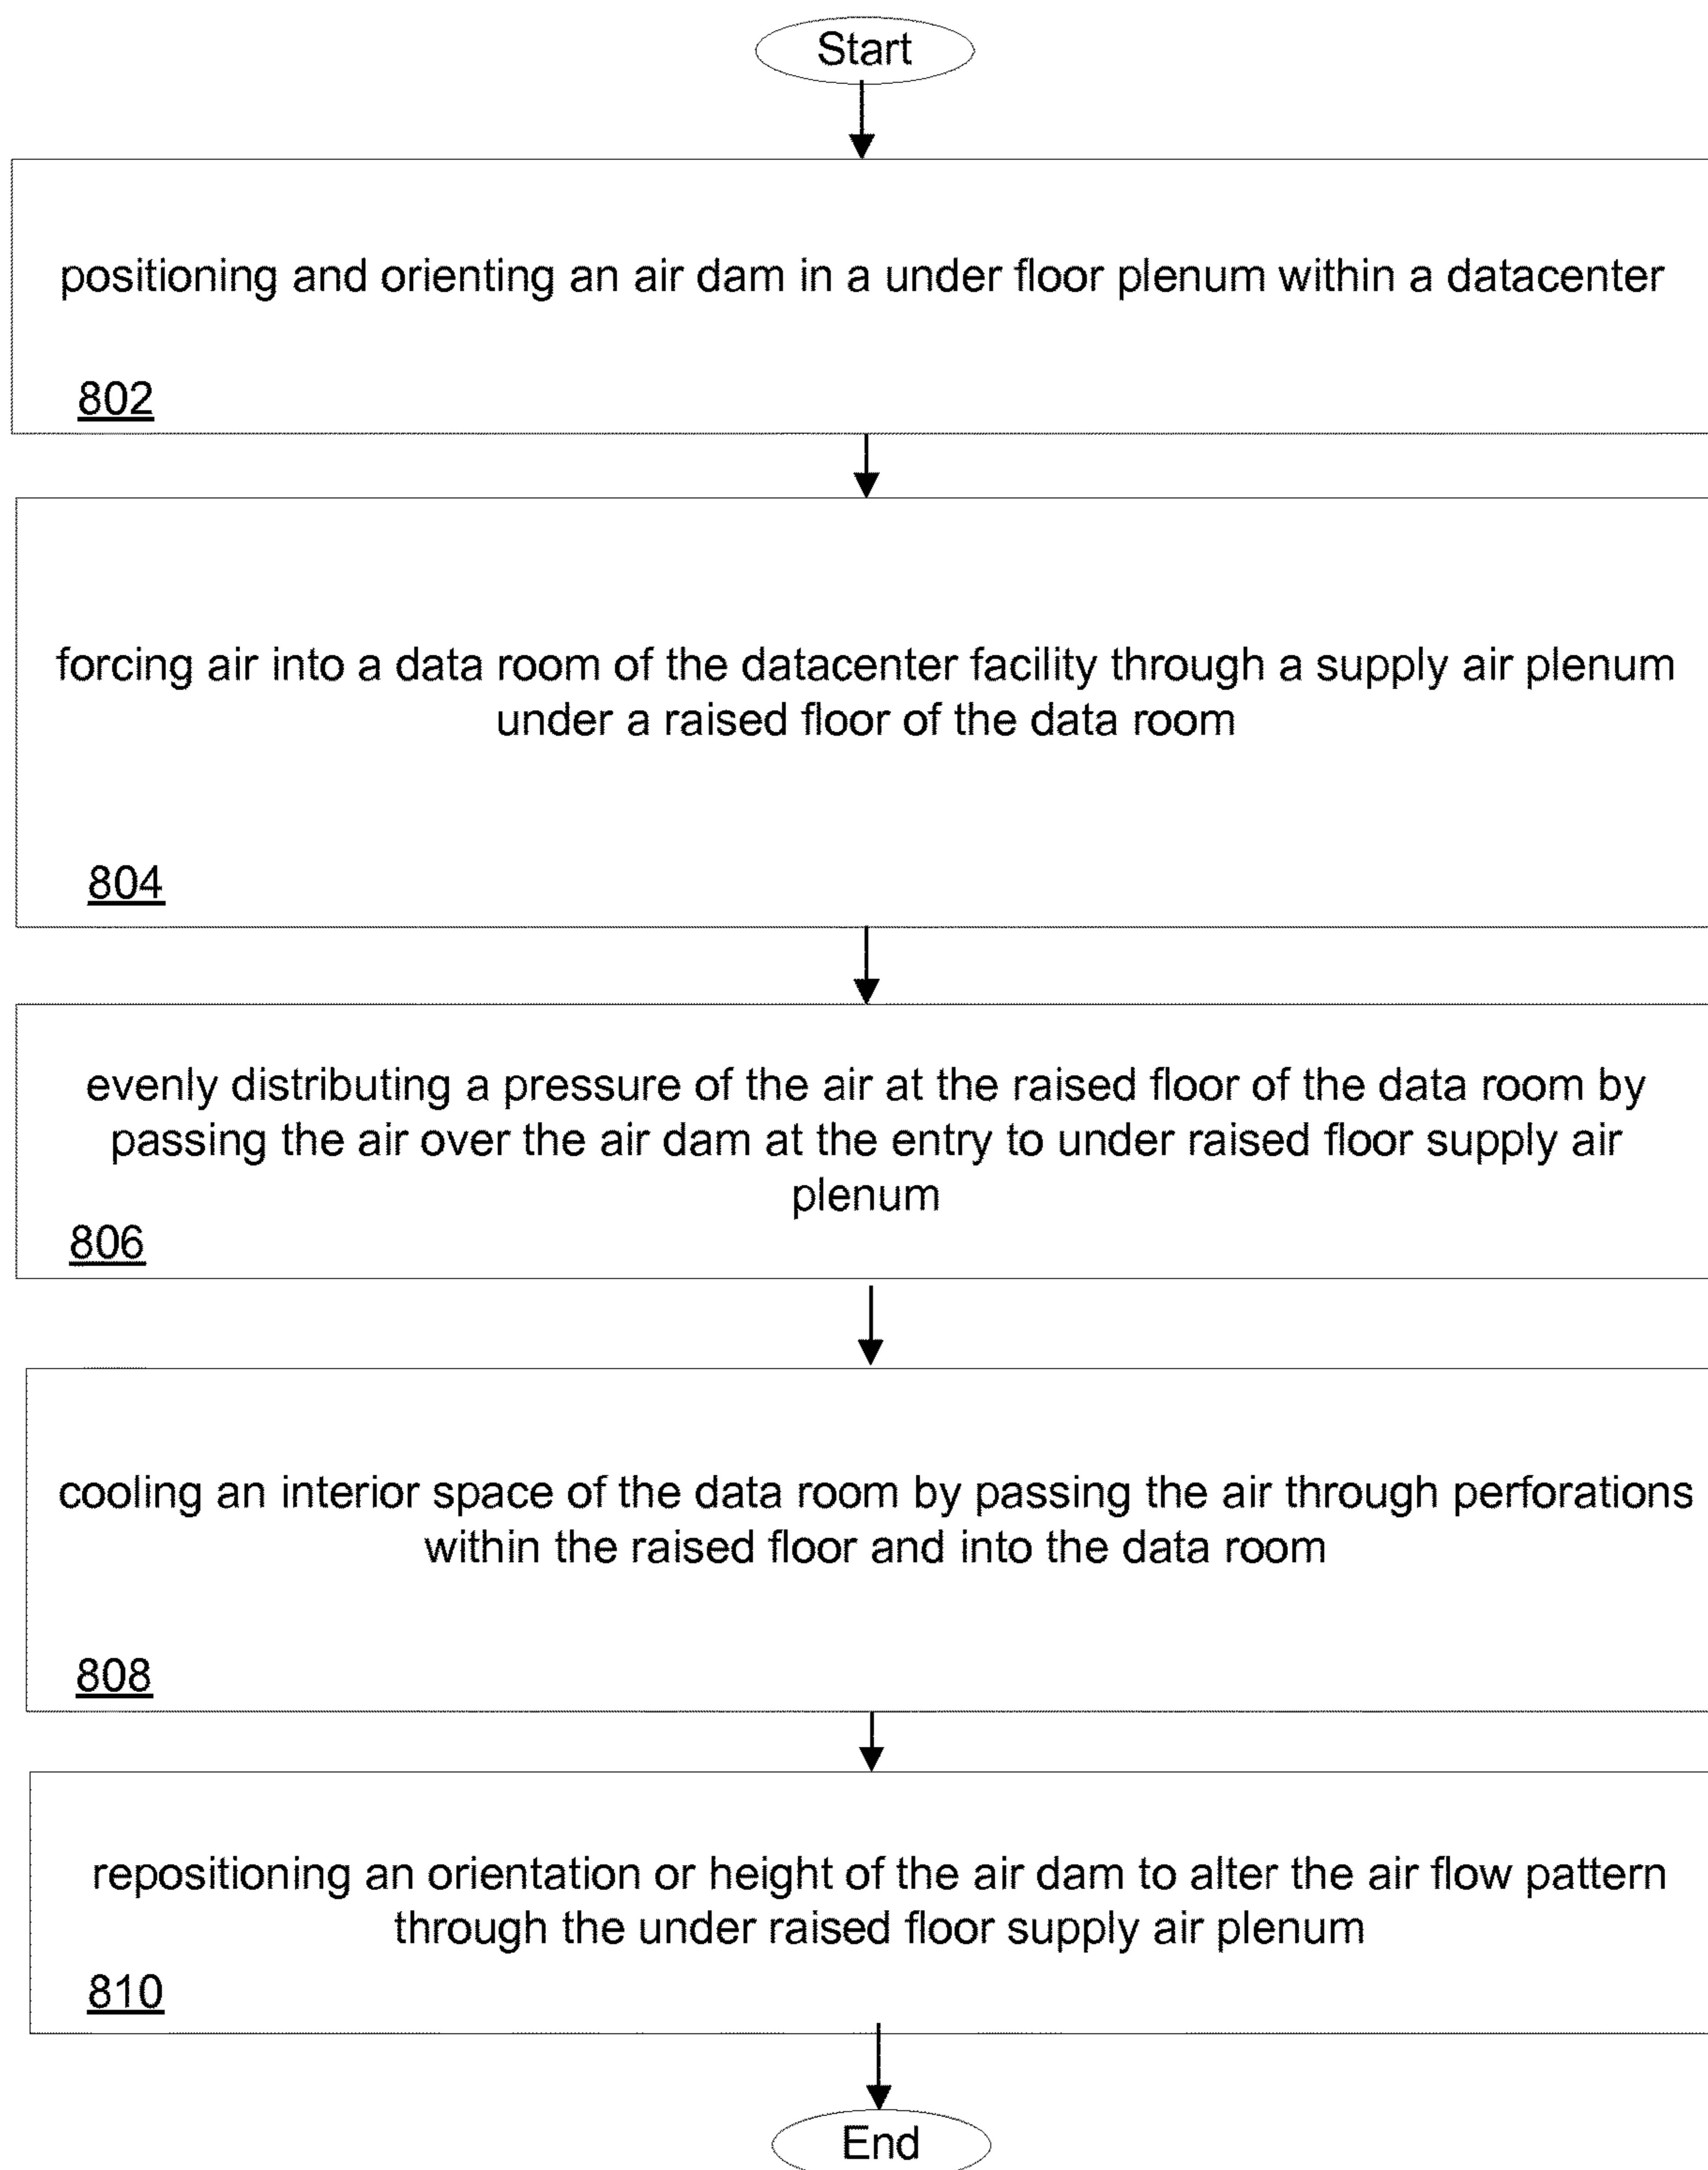 Start
positioning and orienting an air dam in a under floor plenum within a datacenter
802
forcing air into a data room of the datacenter facility through a supply air plenum
under a raised floor of the data room
804
evenly distributing a pressure of the air at the raised floor of the data room by
passing the air over the air dam at the entry to under raised floor supply air
plenum
806
cooling an interior space of the data room by passing the air through perforations
within the raised floor and into the data room
808
repositioning an orientation or height of the air dam to alter the air flow pattern
through the under raised floor supply air plenum
810
End